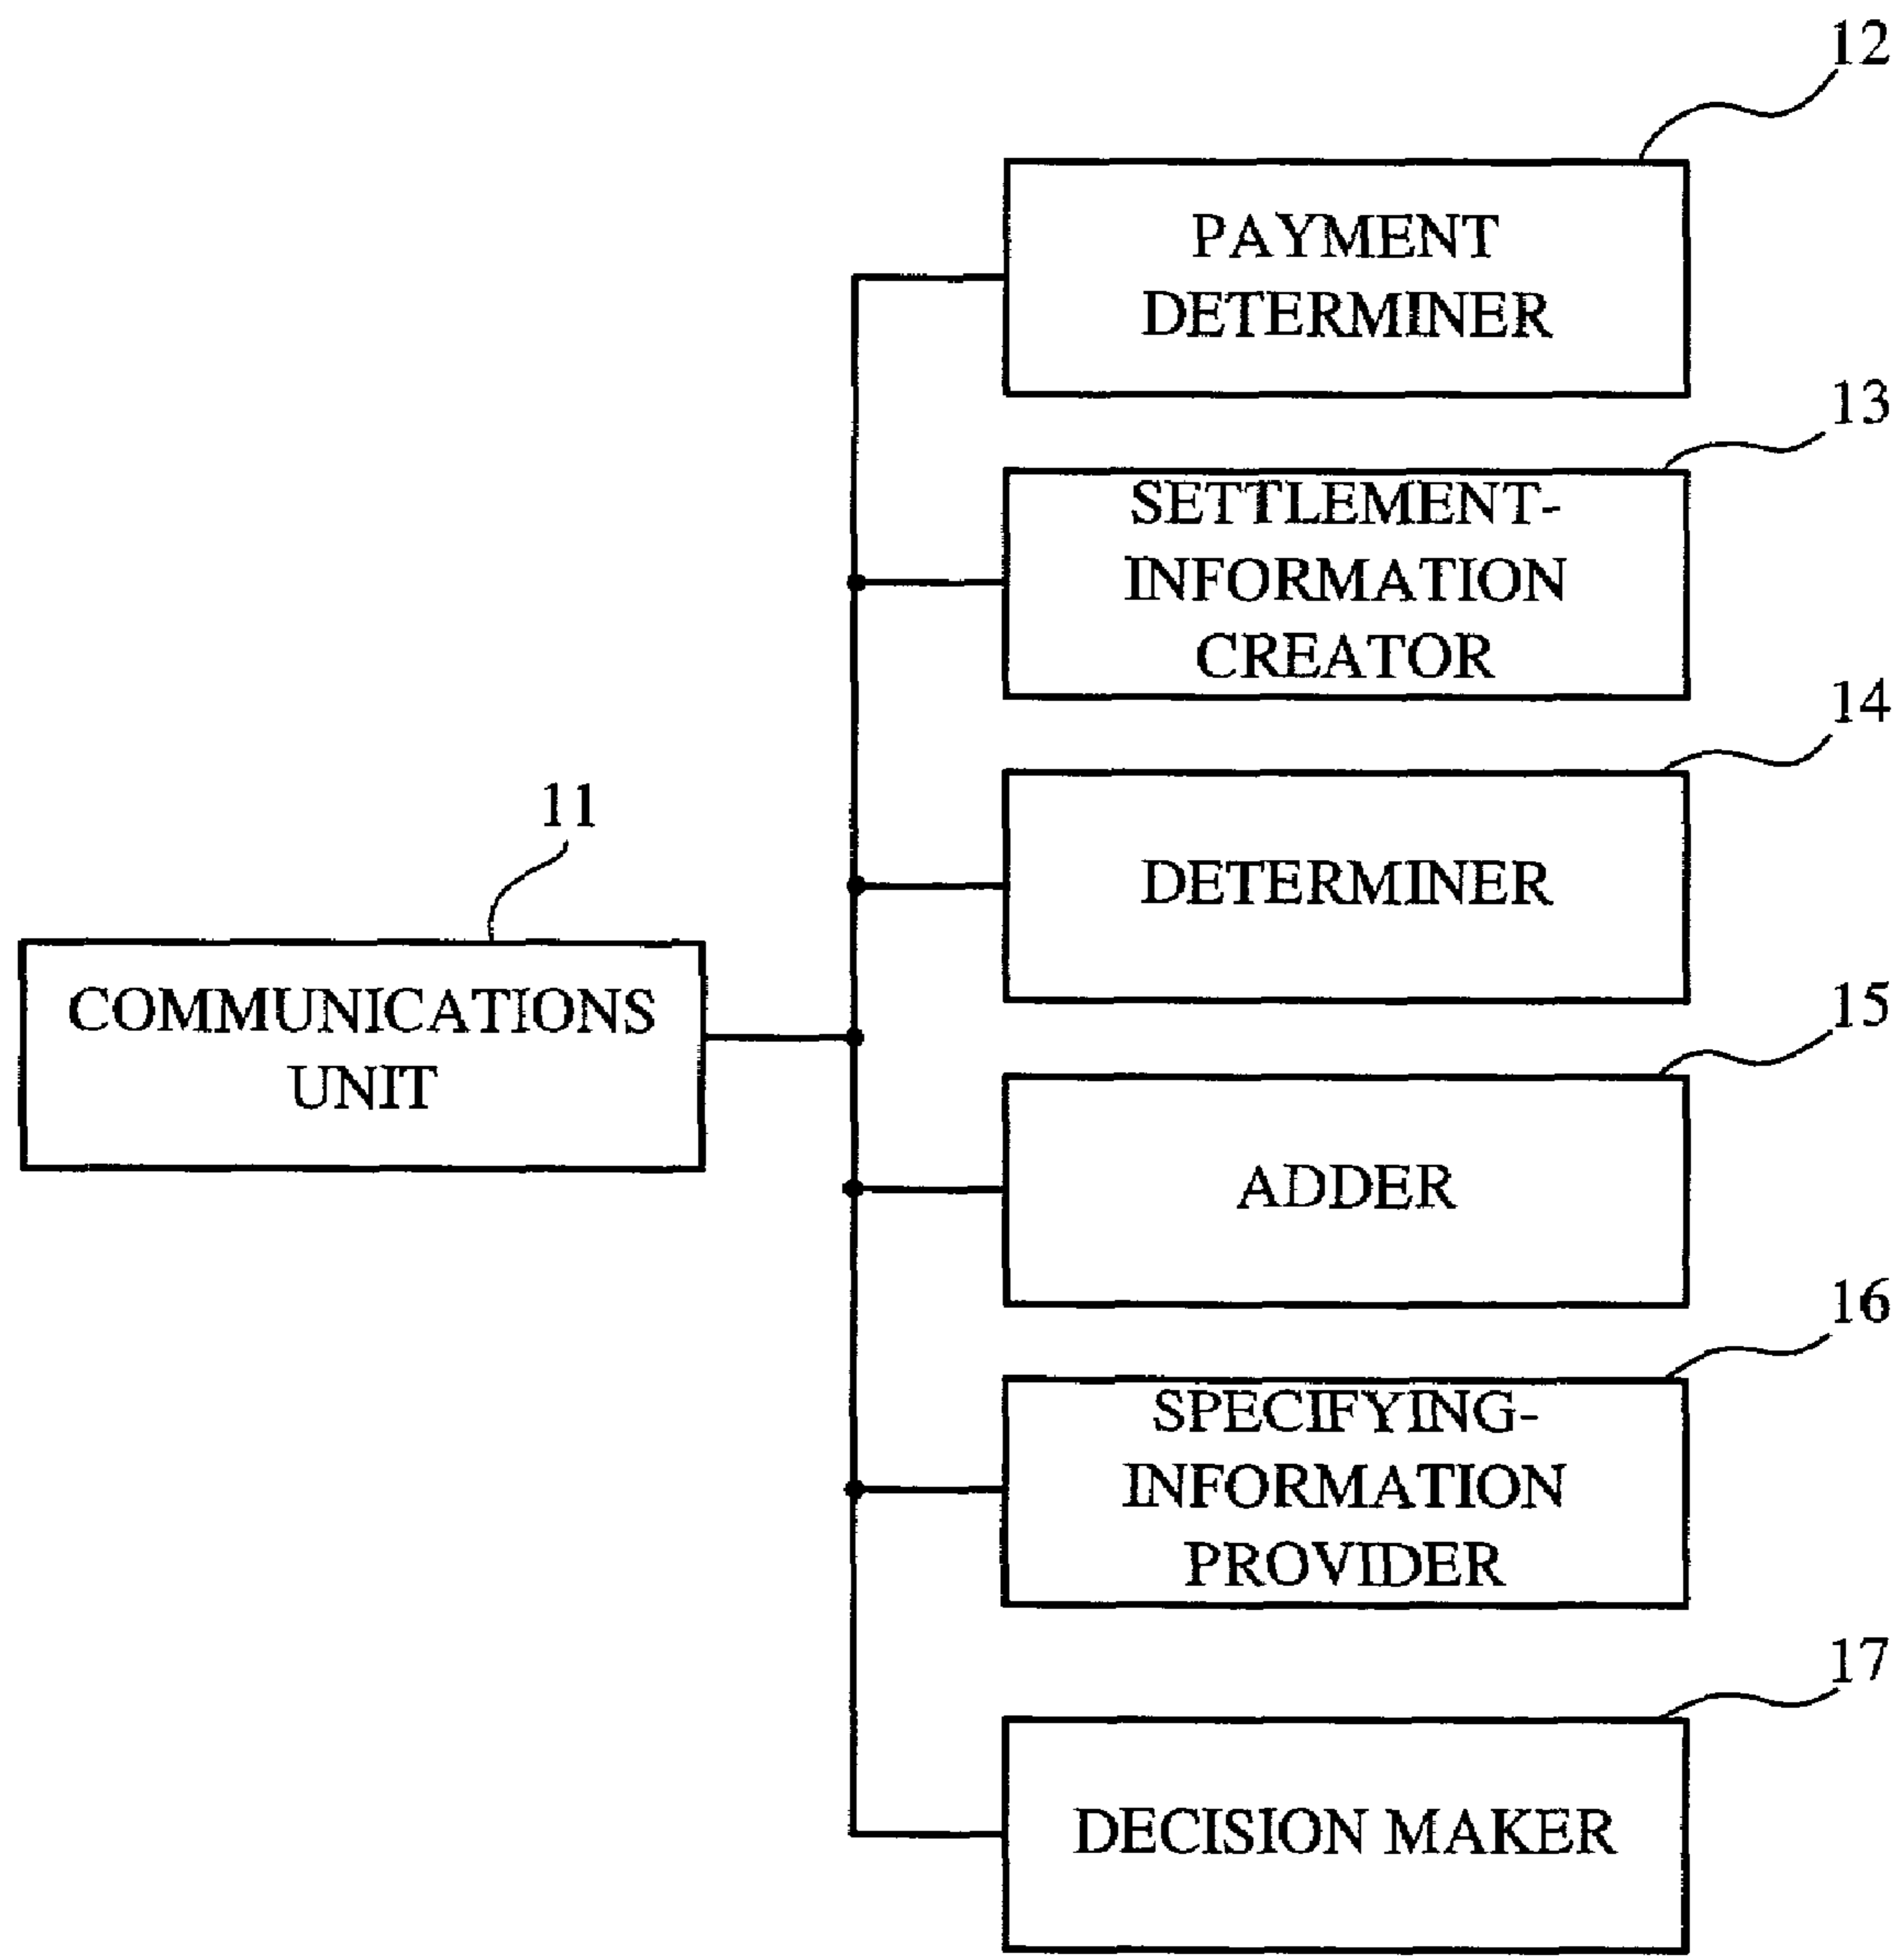 12
PAYMENT
DETERMINER
13
SETTLEMENT-
INFORMATION
CREATOR
14
DETERMINER
11
COMMUNICATIONS
UNIT
15
ADDER
16
SPECIFYING-
INFORMATION
PROVIDER
17
DECISION MAKER